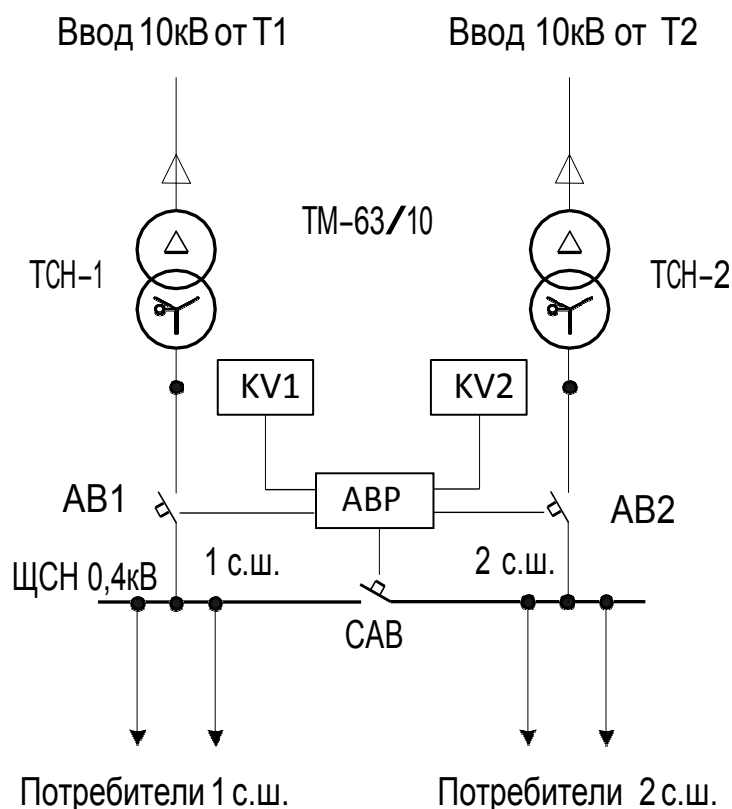 Ввод 10кВ от Т1
Ввод 10кВ от Т2
ТМ-63/10
ТСН-1
ТСН-2
KV1
KV2
АВР
АВ1
АВ2
1 с.ш.
2 с.ш.
ЩСН 0,4кВ
САВ
Потребители 1 с.ш.
Потребители 2 с.ш.